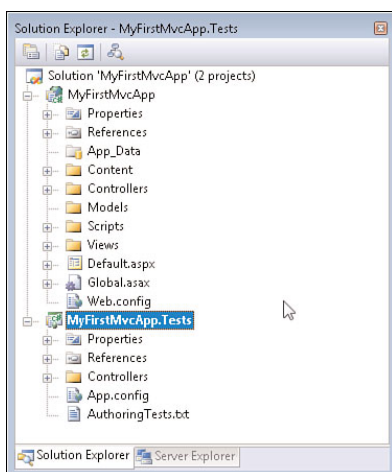 Solution Explorer - MyFirstMvcApp.Tests
Solution 'MyFirstMvcApp' (2 projects)
MyFirstMvcApp
Properties
References
App_Data
Content
Controllers
Models
Scripts
Views
Default.aspx
Global.asax
Web.config
MyFirstMvcApp.Tests
Properties
References
Controllers
App.config
AuthoringTests.txt
Solution Explorer Server Explorer